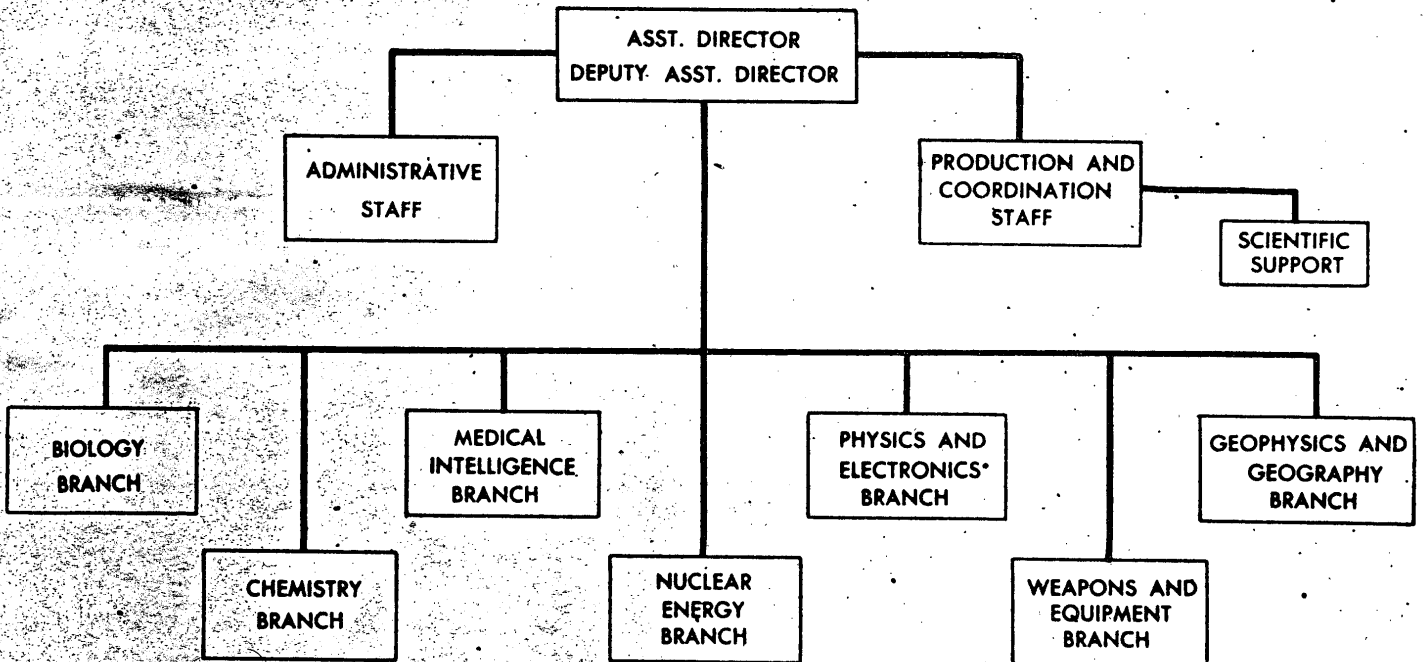 ASST. DIRECTOR
DEPUTY ASST. DIRECTOR
ADMINISTRATIVE
STAFF
PRODUCTION AND
COORDINATION
STAFF
SCIENTIFIC
SUPPORT
BIOLOGY
BRANCH
CHEMISTRY
BRANCH
MEDICAL
INTELLIGENCE
BRANCH
NUCLEAR
ENERGY
BRANCH
PHYSICS AND
ELECTRONICS
BRANCH
WEAPONS AND
EQUIPMENT
BRANCH
GEOPHYSICS AND
GEOGRAPHY
BRANCH